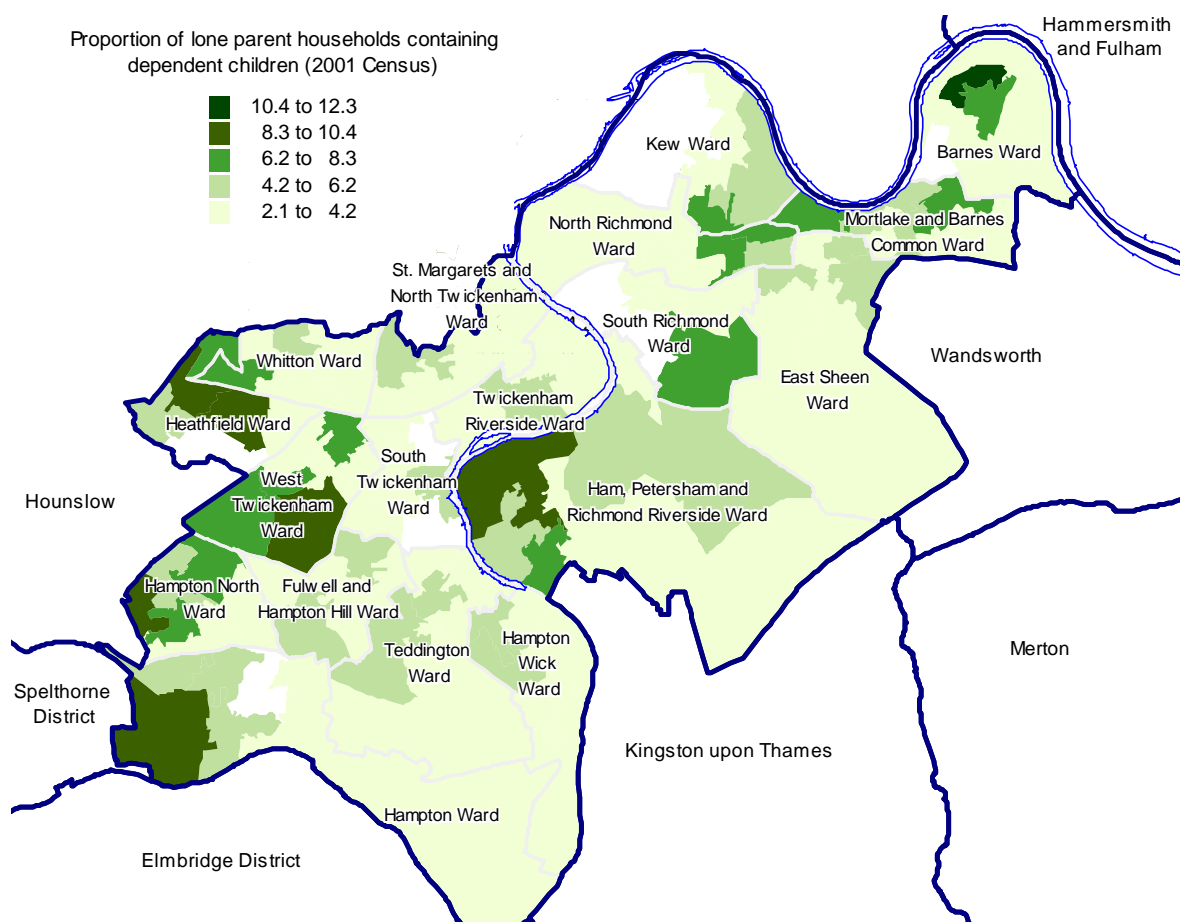 Proportion of lone parent households containing
dependent children (2001 Census)
10.4 to 12.3
8.3 to 10.4
6.2 to 8.3
4.2 to 6.2
2.1 to 4.2
Hammersmith
and Fulham
Kew Ward
Barnes Ward
North Richmond
Ward
Mortlake and Barnes
Common Ward
St. Margarets and
North Twickenham
Ward
South Richmond
Ward
Whitton Ward
Wandsworth
East Sheen
Ward
Twickenham
Riverside Ward
Heathfield Ward
South
Twickenham
Ward
West
Twickenham
Ward
Hounslow
Ham, Petersham and
Richmond Riverside Ward
Hampton North
Ward
Fulwell and
Hampton Hill Ward
Teddington
Ward
Hampton
Wick
Ward
Merton
Spelthorne
District
Kingston upon Thames
Hampton Ward
Elmbridge District